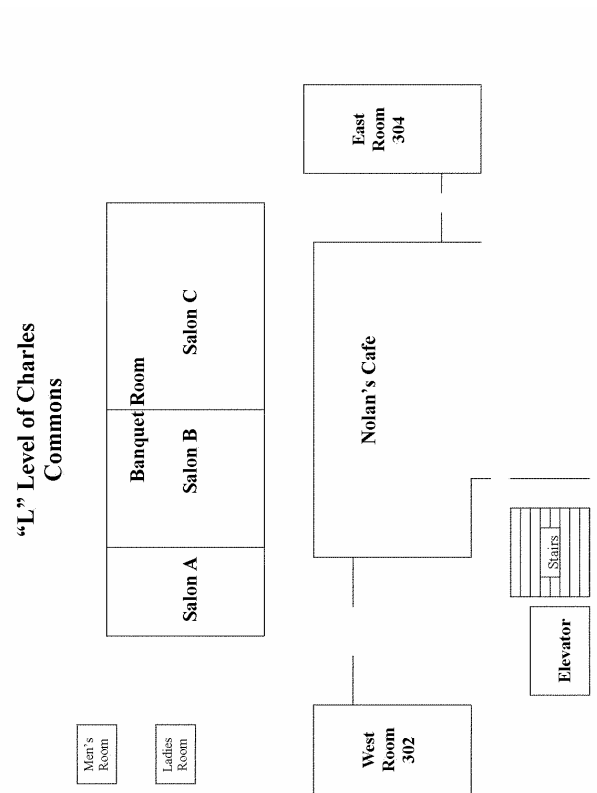 “L” Level of Charles
Commons
Banquet Room
Salon A
Salon B
Salon C
Men’s
Room
Ladies
Room
West
Room
302
Nolan’s Cafe
East
Room
304
Stairs
Elevator